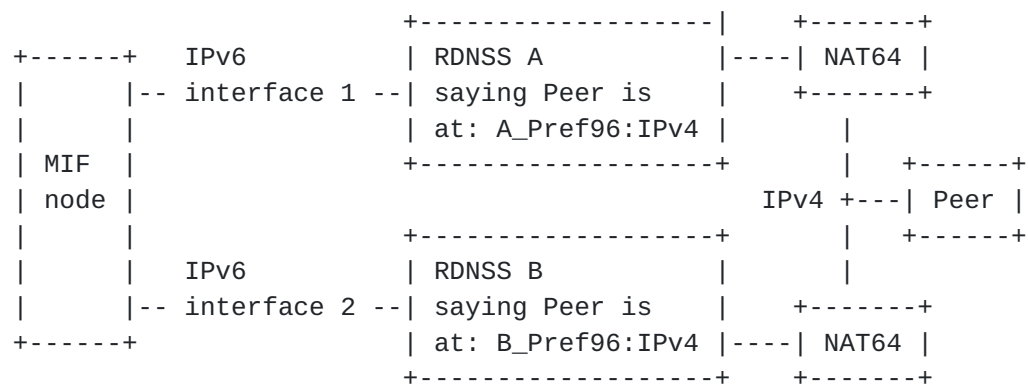 +-------------------|    +-------+
+------+   IPv6        | RDNSS A           |----| NAT64 |
|      |-- interface 1 --| saying Peer is    |    +-------+
|      |               | at: A_Pref96:IPv4 |       |
| MIF  |               +-------------------+       |   +------+
| node |                                      IPv4 +---| Peer |
|      |               +-------------------+       |   +------+
|      |   IPv6        | RDNSS B           |       |
|      |-- interface 2 --| saying Peer is    |    +-------+
+------+               | at: B_Pref96:IPv4 |----| NAT64 |
                       +-------------------+    +-------+